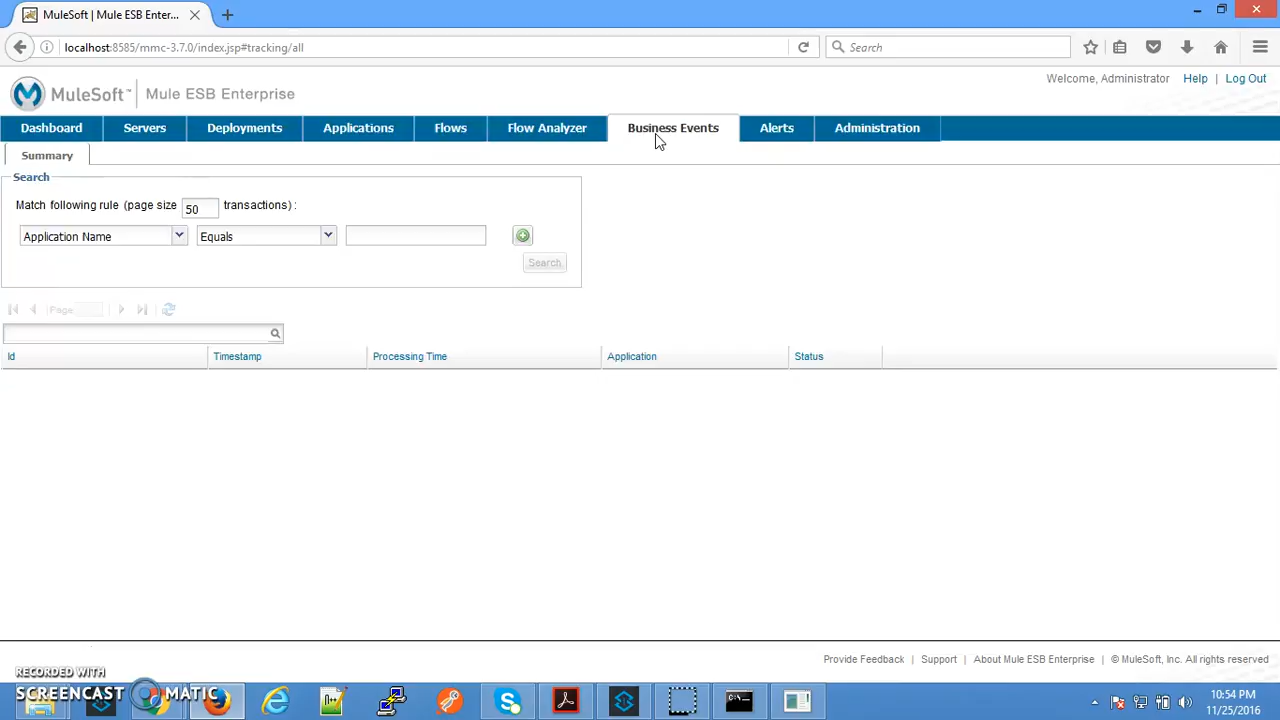 MuleSoft | Mule ESB Enter...
localhost:8585/mmc-3.7.0/index.jsp#tracking/all
Search
Welcome, Administrator Help | Log Out
MuleSoft™ Mule ESB Enterprise
Dashboard Servers Deployments Applications Flows Flow Analyzer Business Events Alerts Administration
Summary
Search
Match following rule (page size 50 transactions) :
Application Name Equals
Search
Page
Id Timestamp Processing Time Application Status
Provide Feedback | Support | About Mule ESB Enterprise | © MuleSoft, Inc. All rights reserved
RECORDED WITH
SCREENCAST MATIC
10:54 PM
11/25/2016